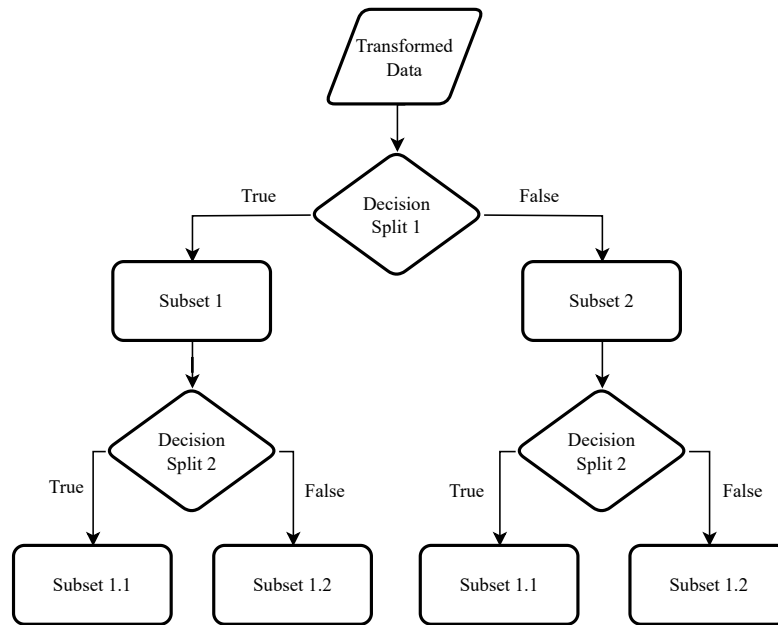 Transformed
Data
Decision
Split 1
True
False
Subset 1
Subset 2
Decision
Split 2
Decision
Split 2
True
False
True
False
Subset 1.1
Subset 1.2
Subset 1.1
Subset 1.2